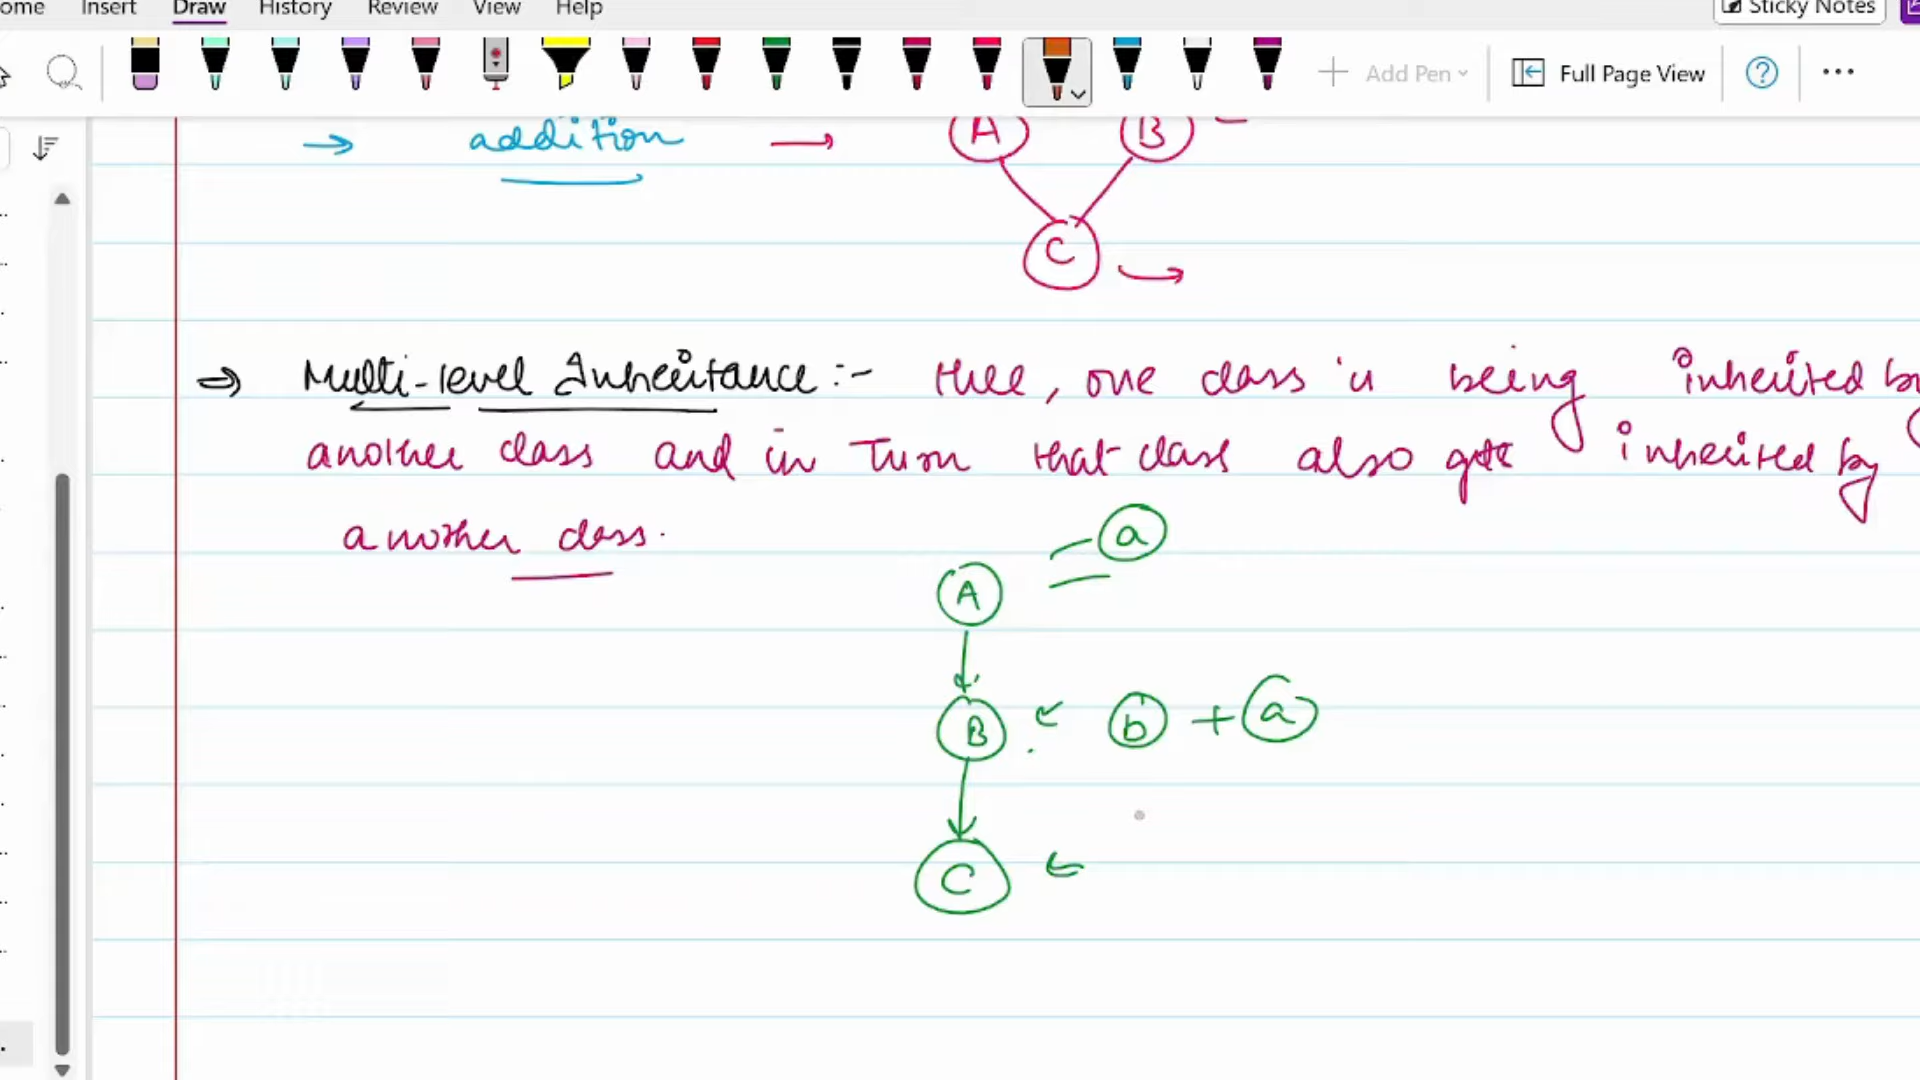 ome Insert Draw History Review View Help Sticky Notes
Add Pen Full Page View
→ addition → A B
C →
⇒ Multi-level Inheritance :- Here, one class is being inherited by
another class and in turn that class also gets inherited by
another class.
a
A
B b + a
C